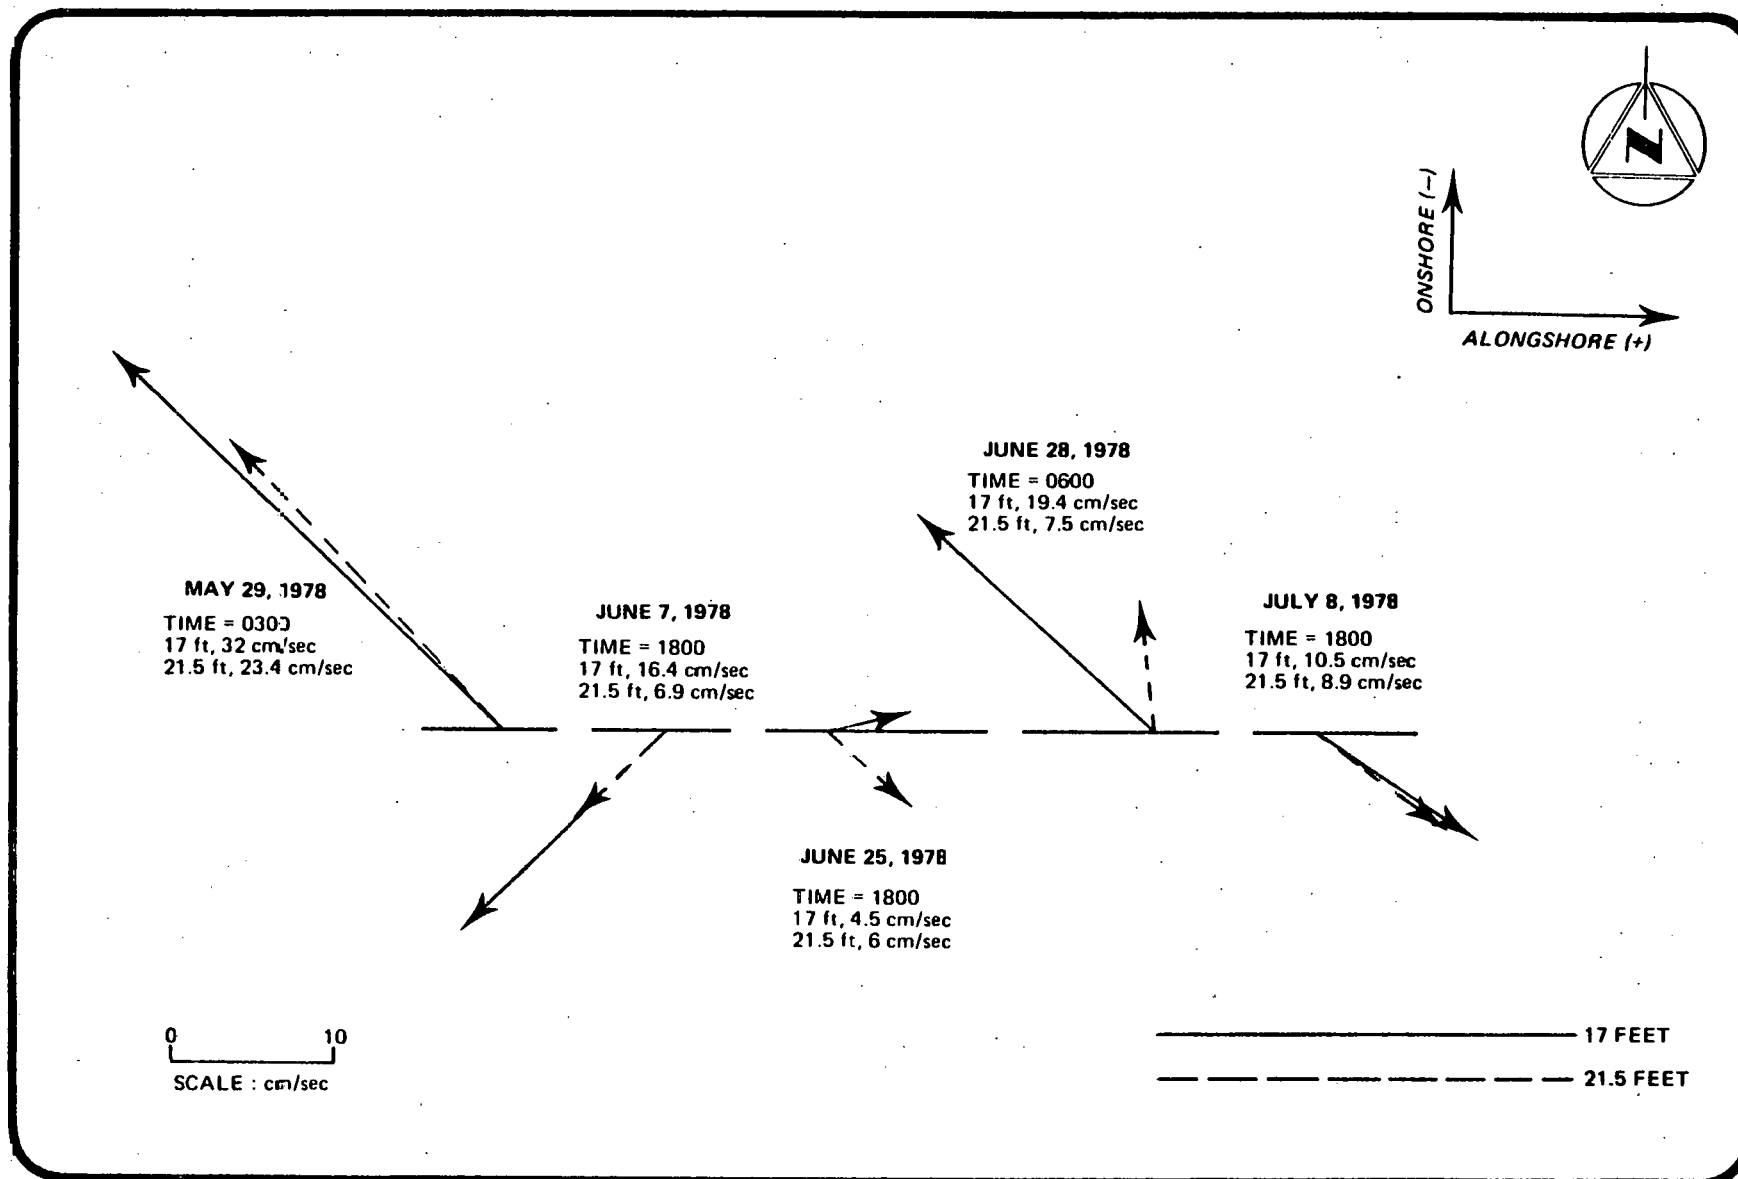 N
ONSHORE (—)
ALONGSHORE (+)
JUNE 28, 1978
TIME = 0600
17 ft, 19.4 cm/sec
21.5 ft, 7.5 cm/sec
MAY 29, 1978
TIME = 0300
17 ft, 32 cm/sec
21.5 ft, 23.4 cm/sec
JUNE 7, 1978
TIME = 1800
17 ft, 16.4 cm/sec
21.5 ft, 6.9 cm/sec
JULY 8, 1978
TIME = 1800
17 ft, 10.5 cm/sec
21.5 ft, 8.9 cm/sec
JUNE 25, 1978
TIME = 1800
17 ft, 4.5 cm/sec
21.5 ft, 6 cm/sec
0 10
SCALE : cm/sec
17 FEET
21.5 FEET